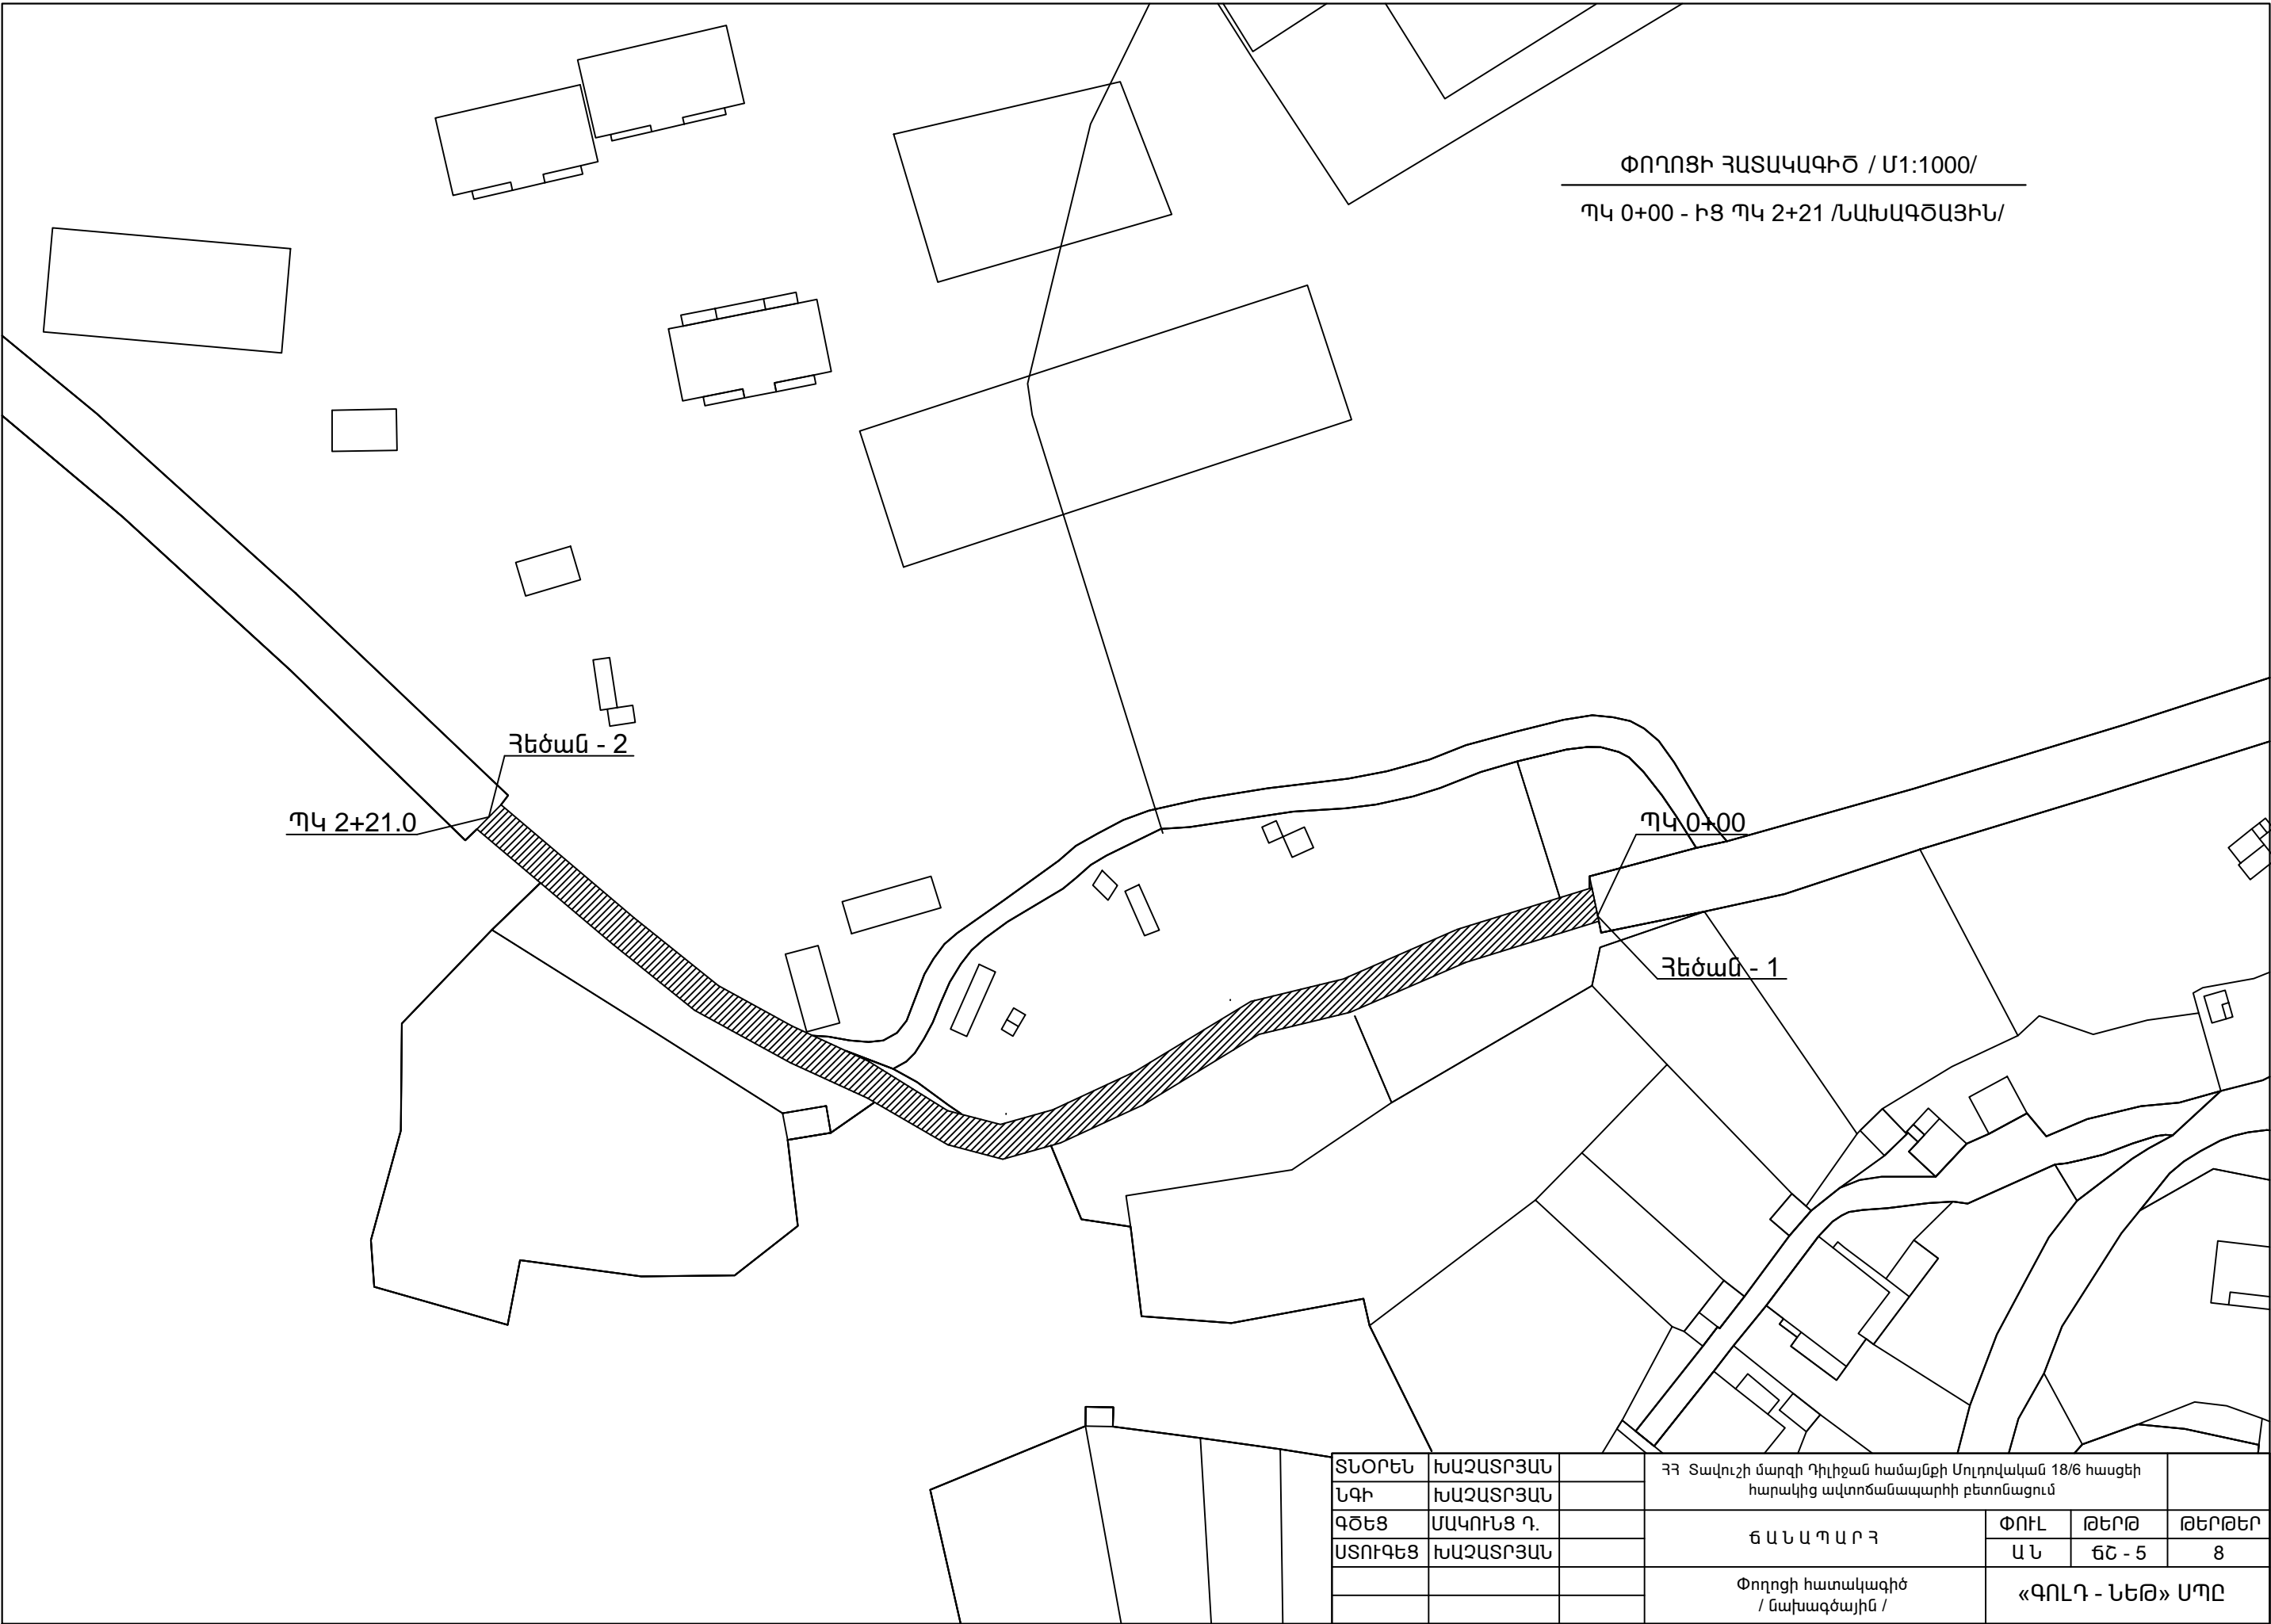 ՓՈՂՈՑԻ ՀԱՏԱԿԱԳԻԾ / Մ1:1000/
ՊԿ 0+00 - ԻՑ ՊԿ 2+21 /ՆԱԽԱԳԾԱՅԻՆ/
Հեծան - 2
ՊԿ 2+21.0
ՊԿ 0+00
Հեծան - 1
ՏՆՕՐԵՆ ԽԱՉԱՏՐՅԱՆ
ՆԳԻ ԽԱՉԱՏՐՅԱՆ
ԳԾԵՑ ՄԱԿՈՒՆՑ Դ.
ՍՏՈՒԳԵՑ ԽԱՉԱՏՐՅԱՆ
ՀՀ Տավուշի մարզի Դիլիջան համայնքի Մոլդովական 18/6 հասցեի
հարակից ավտոճանապարհի բետոնացում
Ճ Ա Ն Ա Պ Ա Ր Հ
ՓՈՒԼ ԹԵՐԹ ԹԵՐԹԵՐ
Ա Ն ՃՇ - 5 8
Փողոցի հատակագիծ
/ նախագծային /
«ԳՈԼԴ - ՆԵԹ» ՍՊԸ